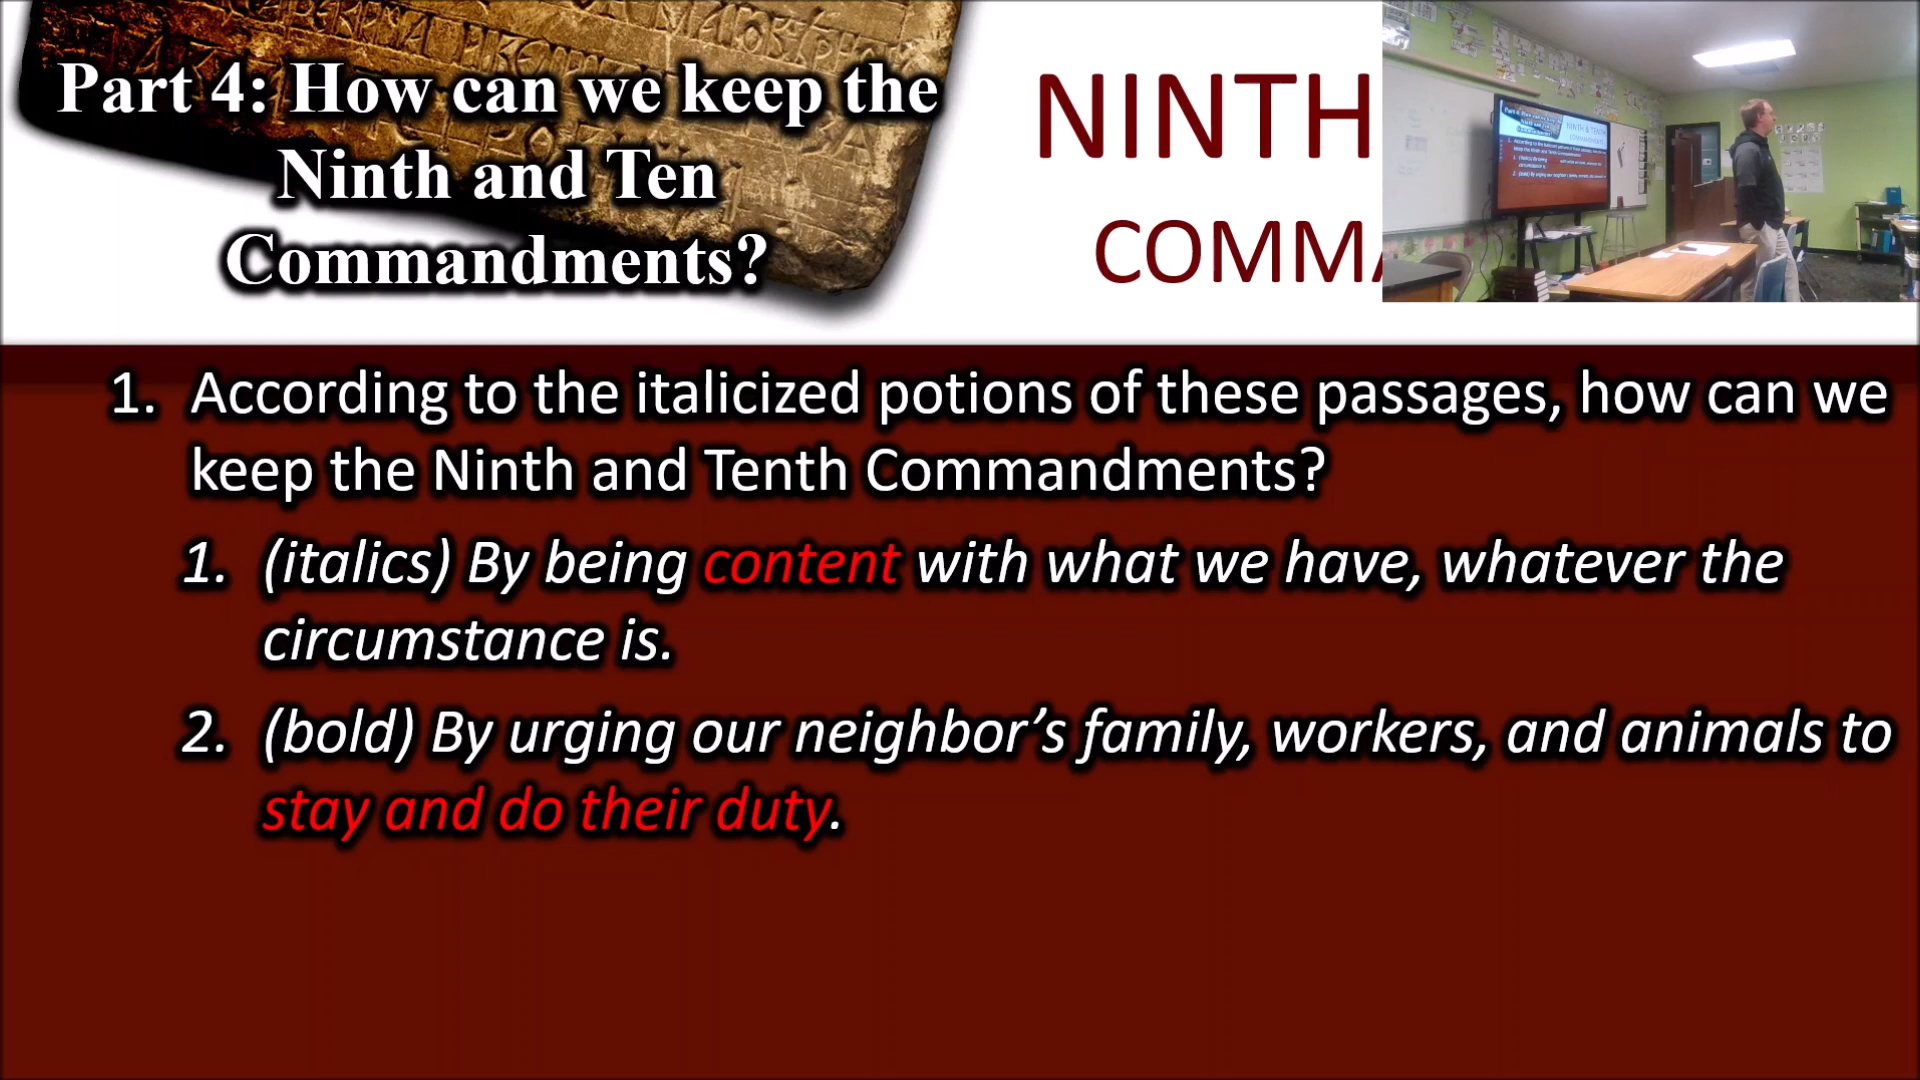 Part 4: How can we keep the
Ninth and Ten
Commandments?
NINTH
COMMA
1. According to the italicized potions of these passages, how can we
keep the Ninth and Tenth Commandments?
1. (italics) By being content with what we have, whatever the
circumstance is.
2. (bold) By urging our neighbor’s family, workers, and animals to
stay and do their duty.
NINTH & TENTH